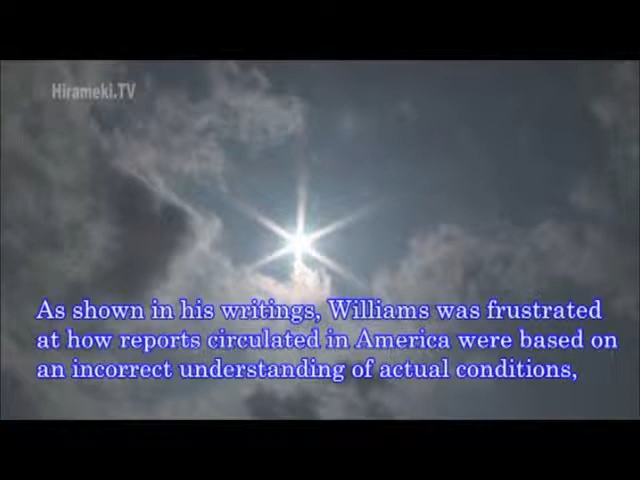 Hirameki.TV
As shown in his writings, Williams was frustrated
at how reports circulated in America were based on
an incorrect understanding of actual conditions,